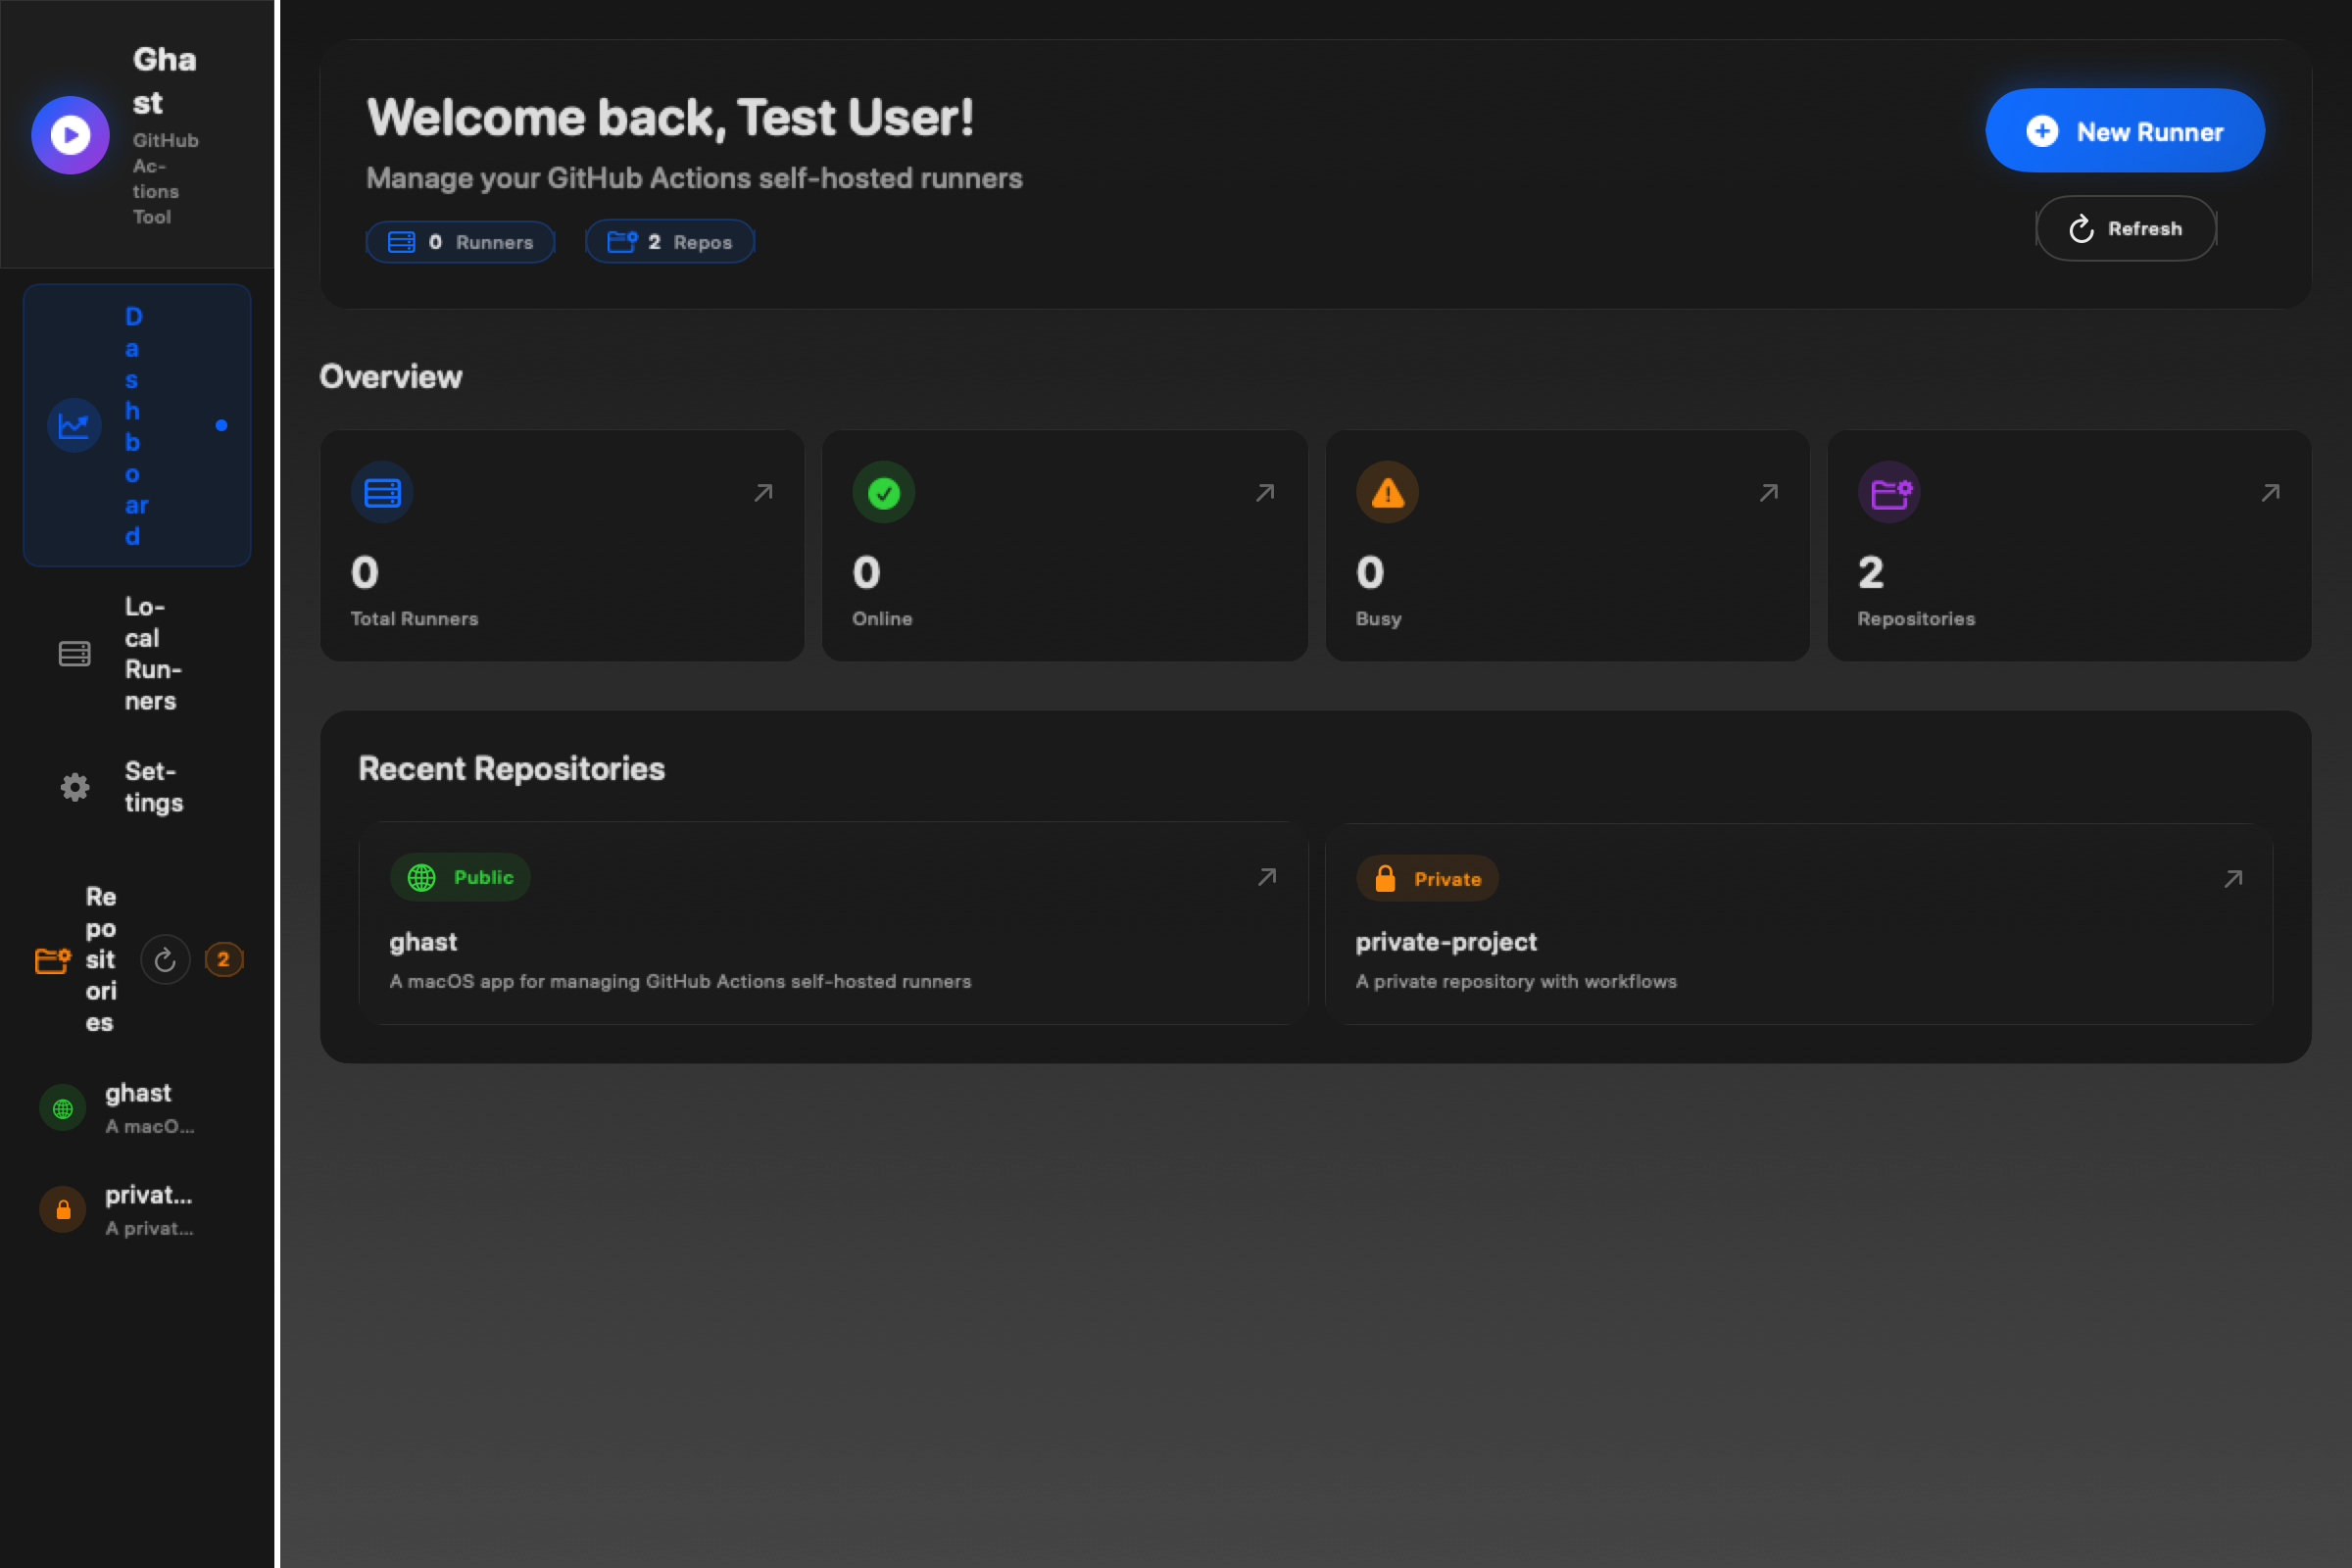 Gha
st
GitHub
Ac-
tions
Tool
D
a
s
h
b
o
ar
d
Lo-
cal
Run-
ners
Set-
tings
Re
po
sit
ori
es
2
ghast
A macO...
privat...
A privat...
Welcome back, Test User!
Manage your GitHub Actions self-hosted runners
0 Runners
2 Repos
New Runner
Refresh
Overview
0
Total Runners
0
Online
0
Busy
2
Repositories
Recent Repositories
Public
ghast
A macOS app for managing GitHub Actions self-hosted runners
Private
private-project
A private repository with workflows